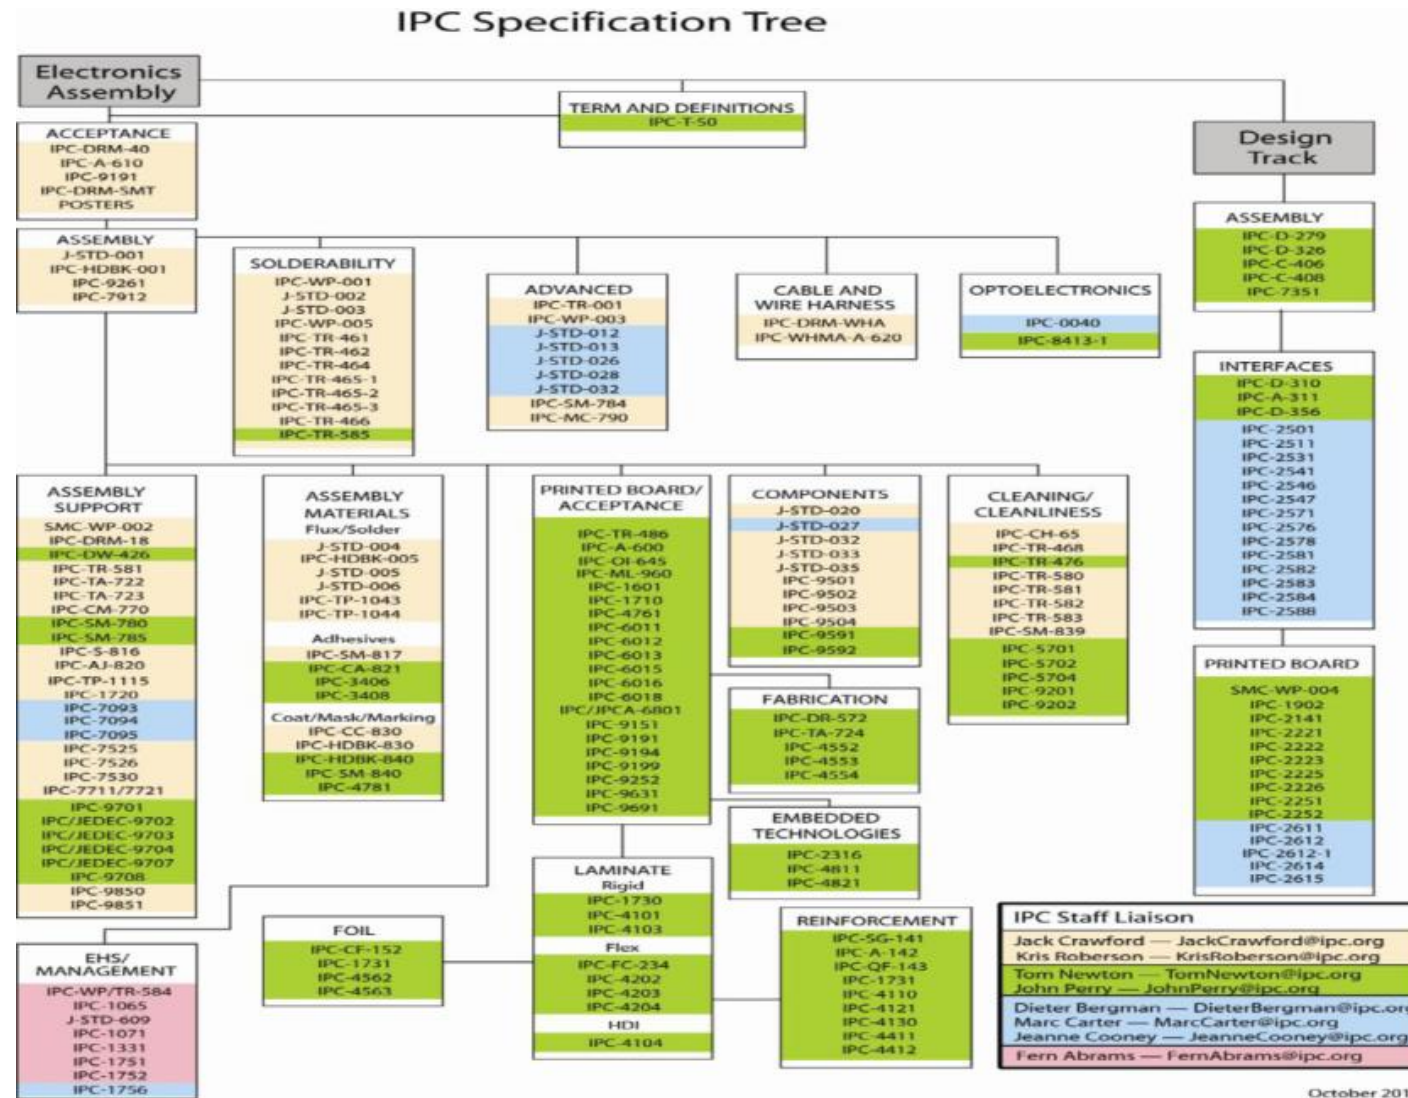 IPC Specification Tree
Electronics
Assembly
TERM AND DEFINITIONS
IPC-T-50
Design
Track
ACCEPTANCE
IPC-DRM-40
IPC-A-610
IPC-9191
IPC-DRM-SMT
POSTERS
ASSEMBLY
J-STD-001
IPC-HDBK-001
IPC-9261
IPC-7912
SOLDERABILITY
IPC-WP-001
J-STD-002
J-STD-003
IPC-WP-005
IPC-TR-461
IPC-TR-462
IPC-TR-464
IPC-TR-465-1
IPC-TR-465-2
IPC-TR-465-3
IPC-TR-466
IPC-TR-585
ADVANCED
IPC-TR-001
IPC-WP-003
J-STD-012
J-STD-013
J-STD-026
J-STD-028
J-STD-032
IPC-SM-784
IPC-MC-790
CABLE AND
WIRE HARNESS
IPC-DRM-WHA
IPC-WHMA-A-620
OPTOELECTRONICS
IPC-0040
IPC-8413-1
ASSEMBLY
IPC-D-279
IPC-D-326
IPC-C-406
IPC-C-408
IPC-7351
INTERFACES
IPC-D-310
IPC-A-311
IPC-D-356
IPC-2501
IPC-2511
IPC-2531
IPC-2541
IPC-2546
IPC-2547
IPC-2571
IPC-2576
IPC-2578
IPC-2581
IPC-2582
IPC-2583
IPC-2584
IPC-2588
ASSEMBLY
SUPPORT
SMC-WP-002
IPC-DRM-18
IPC-DW-426
IPC-TR-581
IPC-TA-722
IPC-TA-723
IPC-CM-770
IPC-SM-780
IPC-SM-785
IPC-S-816
IPC-AJ-820
IPC-TP-1115
IPC-1720
IPC-7093
IPC-7094
IPC-7095
IPC-7525
IPC-7526
IPC-7530
IPC-7711/7721
IPC-9701
IPC/JEDEC-9702
IPC/JEDEC-9703
IPC/JEDEC-9704
IPC/JEDEC-9707
IPC-9708
IPC-9850
IPC-9851
ASSEMBLY
MATERIALS
Flux/Solder
J-STD-004
IPC-HDBK-005
J-STD-005
J-STD-006
IPC-TP-1043
IPC-TP-1044
Adhesives
IPC-SM-817
IPC-CA-821
IPC-3406
IPC-3408
Coat/Mask/Marking
IPC-CC-830
IPC-HDBK-830
IPC-HDBK-840
IPC-SM-840
IPC-4781
PRINTED BOARD/
ACCEPTANCE
IPC-TR-486
IPC-A-600
IPC-OI-645
IPC-ML-960
IPC-1601
IPC-1710
IPC-4761
IPC-6011
IPC-6012
IPC-6013
IPC-6015
IPC-6016
IPC-6018
IPC/JPCA-6801
IPC-9151
IPC-9191
IPC-9194
IPC-9199
IPC-9252
IPC-9631
IPC-9691
COMPONENTS
J-STD-020
J-STD-027
J-STD-032
J-STD-033
J-STD-035
IPC-9501
IPC-9502
IPC-9503
IPC-9504
IPC-9591
IPC-9592
CLEANING/
CLEANLINESS
IPC-CH-65
IPC-TR-468
IPC-TR-476
IPC-TR-580
IPC-TR-581
IPC-TR-582
IPC-TR-583
IPC-SM-839
IPC-5701
IPC-5702
IPC-5704
IPC-9201
IPC-9202
PRINTED BOARD
SMC-WP-004
IPC-1902
IPC-2141
IPC-2221
IPC-2222
IPC-2223
IPC-2225
IPC-2226
IPC-2251
IPC-2252
IPC-2611
IPC-2612
IPC-2612-1
IPC-2614
IPC-2615
FABRICATION
IPC-DR-572
IPC-TA-724
IPC-4552
IPC-4553
IPC-4554
EMBEDDED
TECHNOLOGIES
IPC-2316
IPC-4811
IPC-4821
EHS/
MANAGEMENT
IPC-WP/TR-584
IPC-1065
J-STD-609
IPC-1071
IPC-1331
IPC-1751
IPC-1752
IPC-1756
FOIL
IPC-CF-152
IPC-1731
IPC-4562
IPC-4563
LAMINATE
Rigid
IPC-1730
IPC-4101
IPC-4103
Flex
IPC-FC-234
IPC-4202
IPC-4203
IPC-4204
HDI
IPC-4104
REINFORCEMENT
IPC-SG-141
IPC-A-142
IPC-QF-143
IPC-1731
IPC-4110
IPC-4121
IPC-4130
IPC-4411
IPC-4412
IPC Staff Liaison
Jack Crawford — JackCrawford@ipc.org
Kris Roberson — KrisRoberson@ipc.org
Tom Newton — TomNewton@ipc.org
John Perry — JohnPerry@ipc.org
Dieter Bergman — DieterBergman@ipc.org
Marc Carter — MarcCarter@ipc.org
Jeanne Cooney — JeanneCooney@ipc.org
Fern Abrams — FernAbrams@ipc.org
October 201